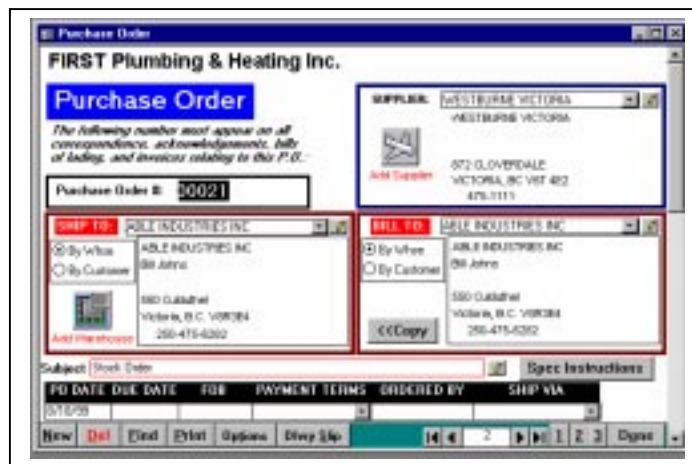 Purchase Order
FIRST Plumbing & Heating Inc.
Purchase Order
The following number must appear on all
correspondence, acknowledgements, bills
of lading, and invoices relating to this P.O.:
Purchase Order #: 00021
SUPPLIER: WESTBURNE VICTORIA
WESTBURNE VICTORIA
Add Supplier
872 CLOVERDALE
VICTORIA, BC V8T 4E2
475-1111
SHIP TO: ABLE INDUSTRIES INC
By Whse
By Customer
ABLE INDUSTRIES INC
Bill Johns
Victoria, B.C.
250-475-6202
Add Warehouse
BILL TO: ABLE INDUSTRIES INC
By Whse
By Customer
ABLE INDUSTRIES INC
Bill Johns
Victoria, B.C.
250-475-6202
<<Copy
Subject Stock Order
Spec Instructions
PO DATE DUE DATE FOB PAYMENT TERMS ORDERED BY SHIP VIA
New Del Find Print Options Dlvry Slip 2 1 2 3 Done